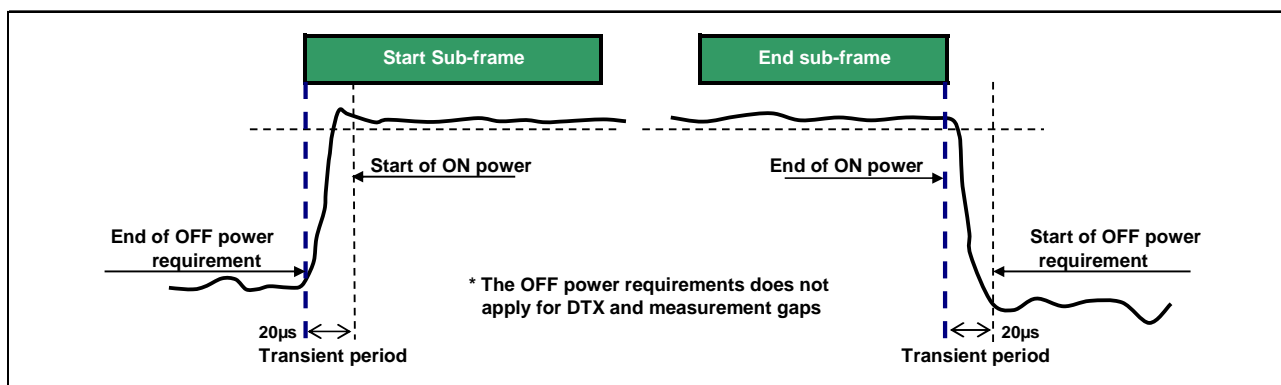 Start Sub-frame
End sub-frame
Start of ON power
End of ON power
End of OFF power
requirement
Start of OFF power
requirement
* The OFF power requirements does not
apply for DTX and measurement gaps
20µs
Transient period
20µs
Transient period